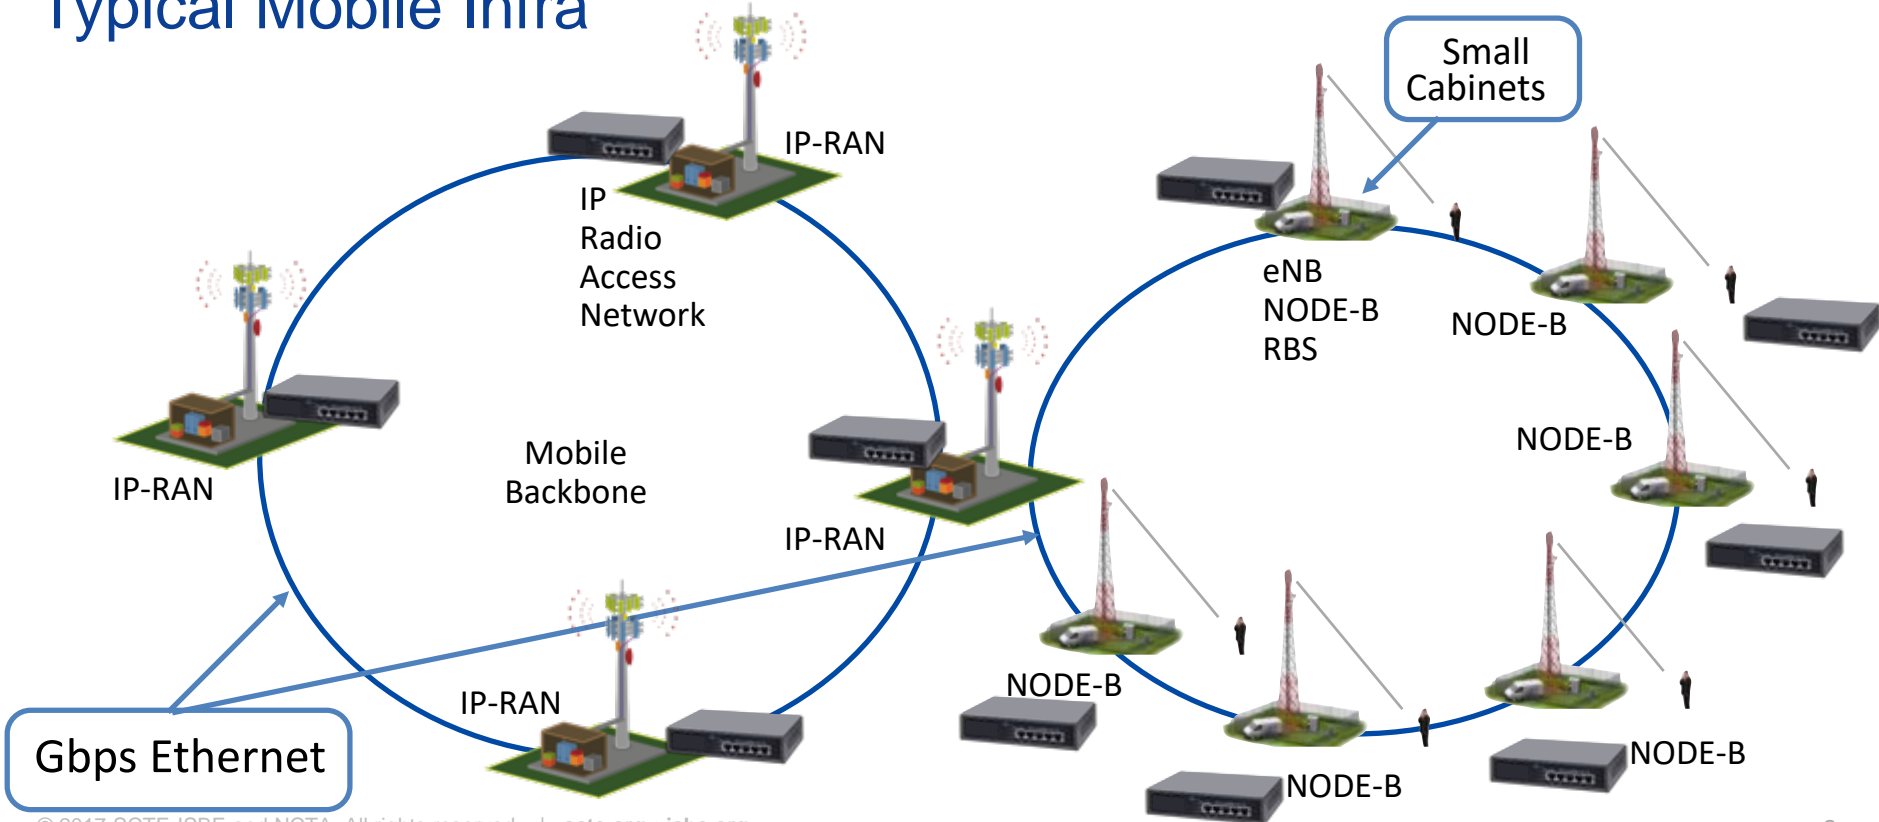 Typical Mobile Infra
Small
Cabinets
IP-RAN
IP
Radio
Access
Network
eNB
NODE-B
RBS
NODE-B
NODE-B
Mobile
Backbone
IP-RAN
IP-RAN
IP-RAN
NODE-B
Gbps Ethernet
NODE-B
NODE-B